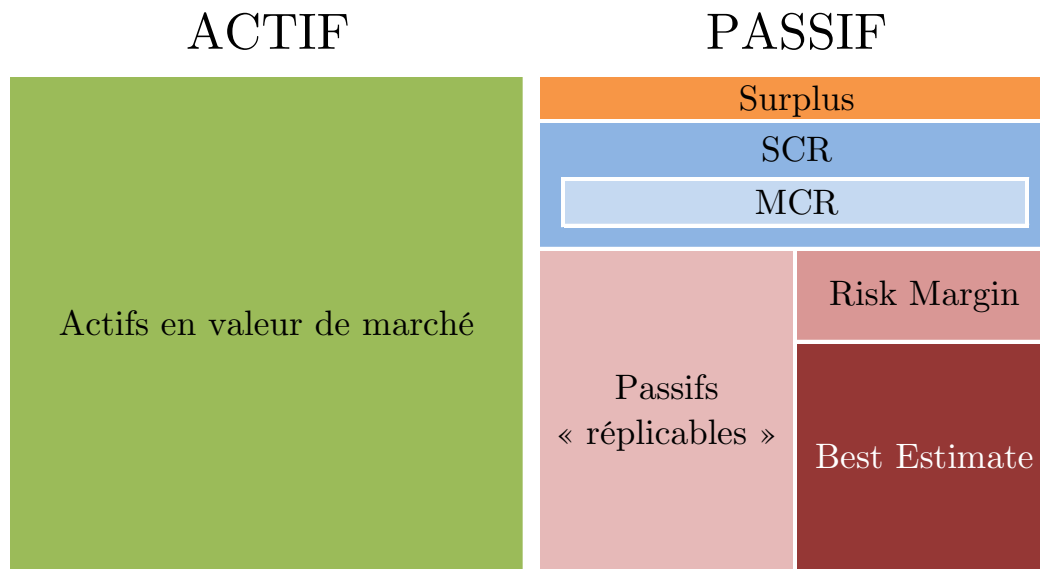 ACTIF
PASSIF
Actifs en valeur de marché
Surplus
SCR
MCR
Passifs
« réplicables »
Risk Margin
Best Estimate